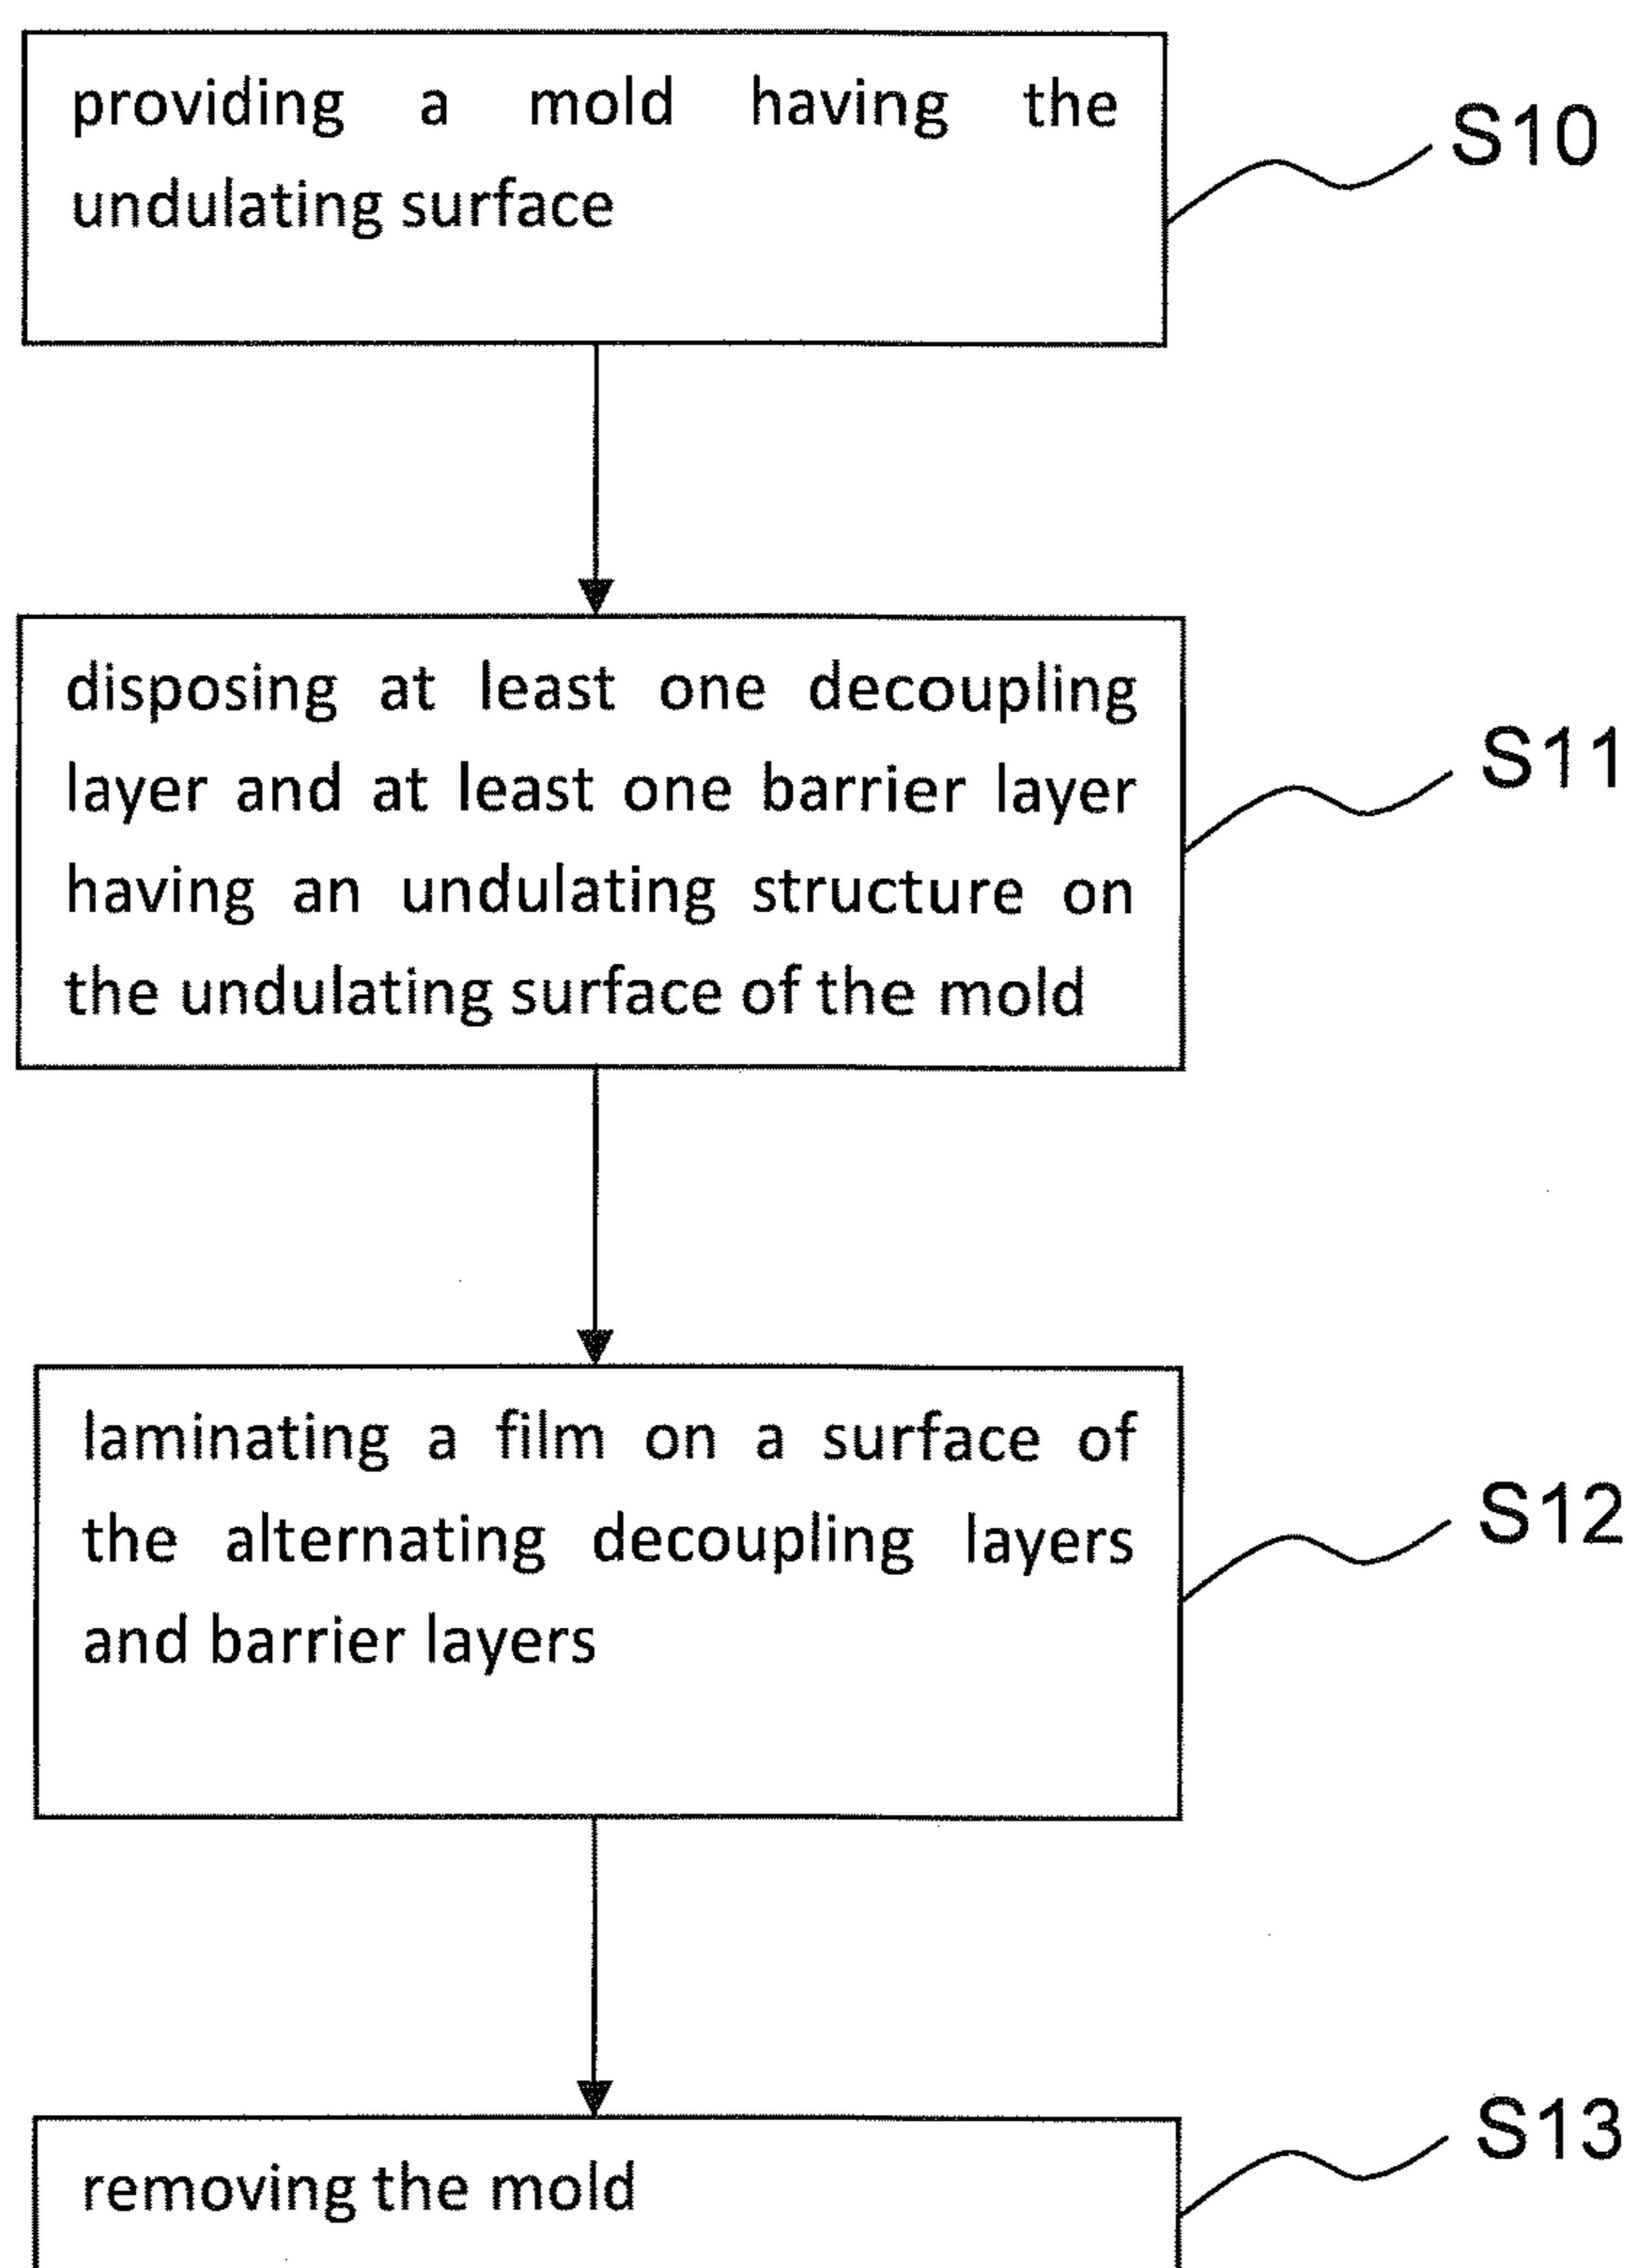 providing a mold having the
undulating surface
S10
disposing at least one decoupling
layer and at least one barrier layer
having an undulating structure on
the undulating surface of the mold
S11
laminating a film on a surface of
the alternating decoupling layers
and barrier layers
S12
removing the mold
S13